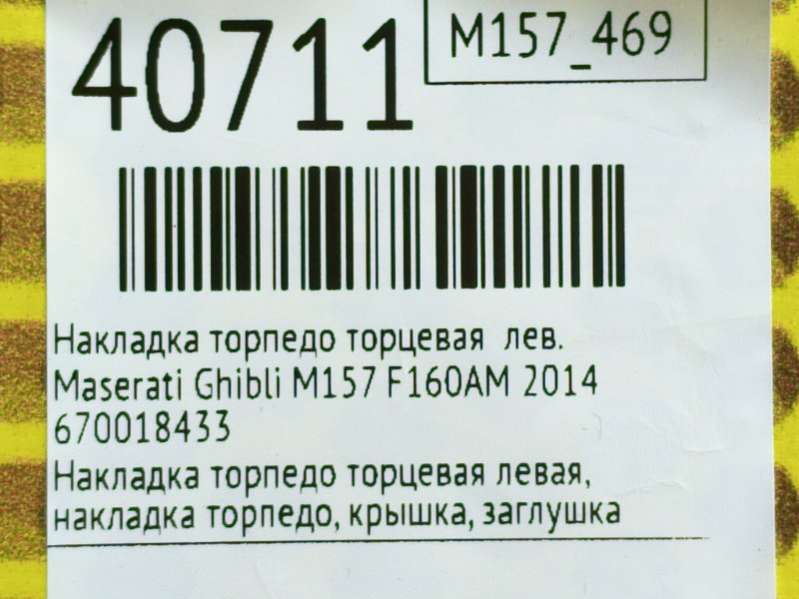 40711
M157_469
Накладка торпедо торцевая лев.
Maserati Ghibli M157 F160AM 2014
670018433
Накладка торпедо торцевая левая,
накладка торпедо, крышка, заглушка